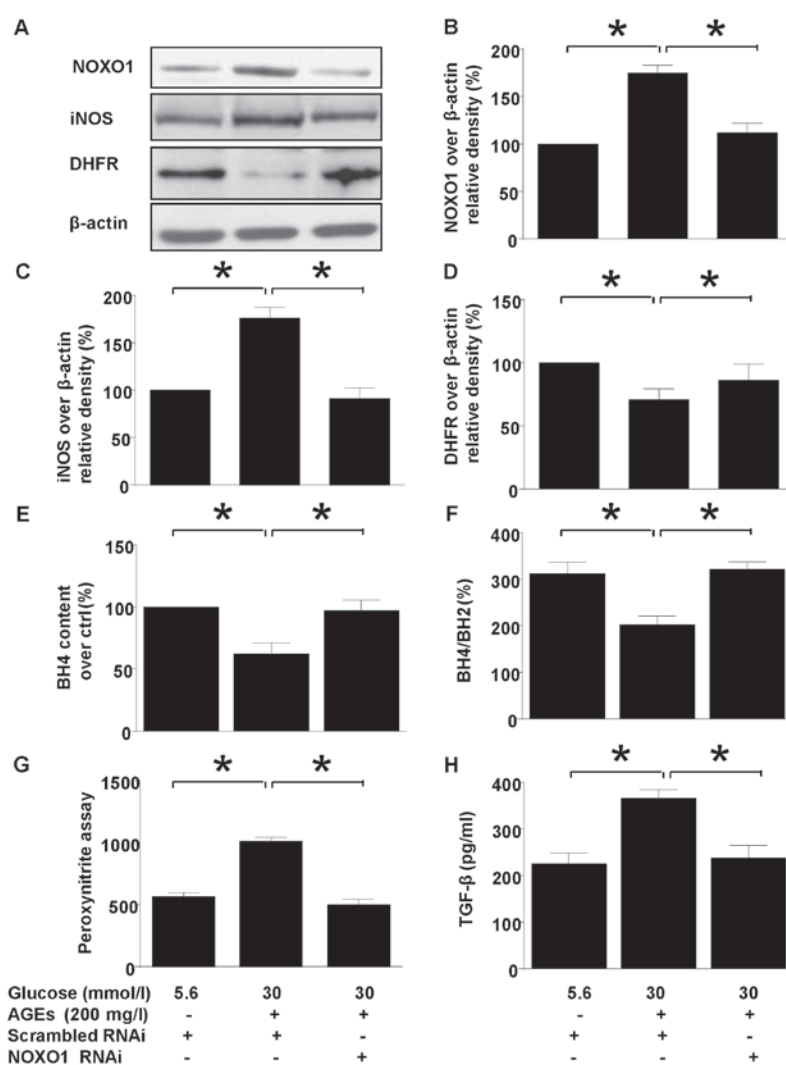 A
NOXO1
iNOS
DHFR
β-actin
B
*
*
NOXO1 over β-actin
relative density (%)
200
150
100
50
0
C
*
*
iNOS over β-actin
relative density (%)
200
150
100
50
0
D
*
*
DHFR over β-actin
relative density (%)
150
100
50
0
E
*
*
BH4 content
over ctrl(%)
150
100
50
0
F
*
*
BH4/BH2(%)
400
300
200
100
0
G
*
*
Peroxynitrite assay
1500
1000
500
0
H
*
*
TGF-β (pg/ml)
400
300
200
100
0
Glucose (mmol/l) 5.6 30 30 5.6 30 30
AGEs (200 mg/l) - + + - + +
Scrambled RNAi + + - + + -
NOXO1 RNAi - - + - - +